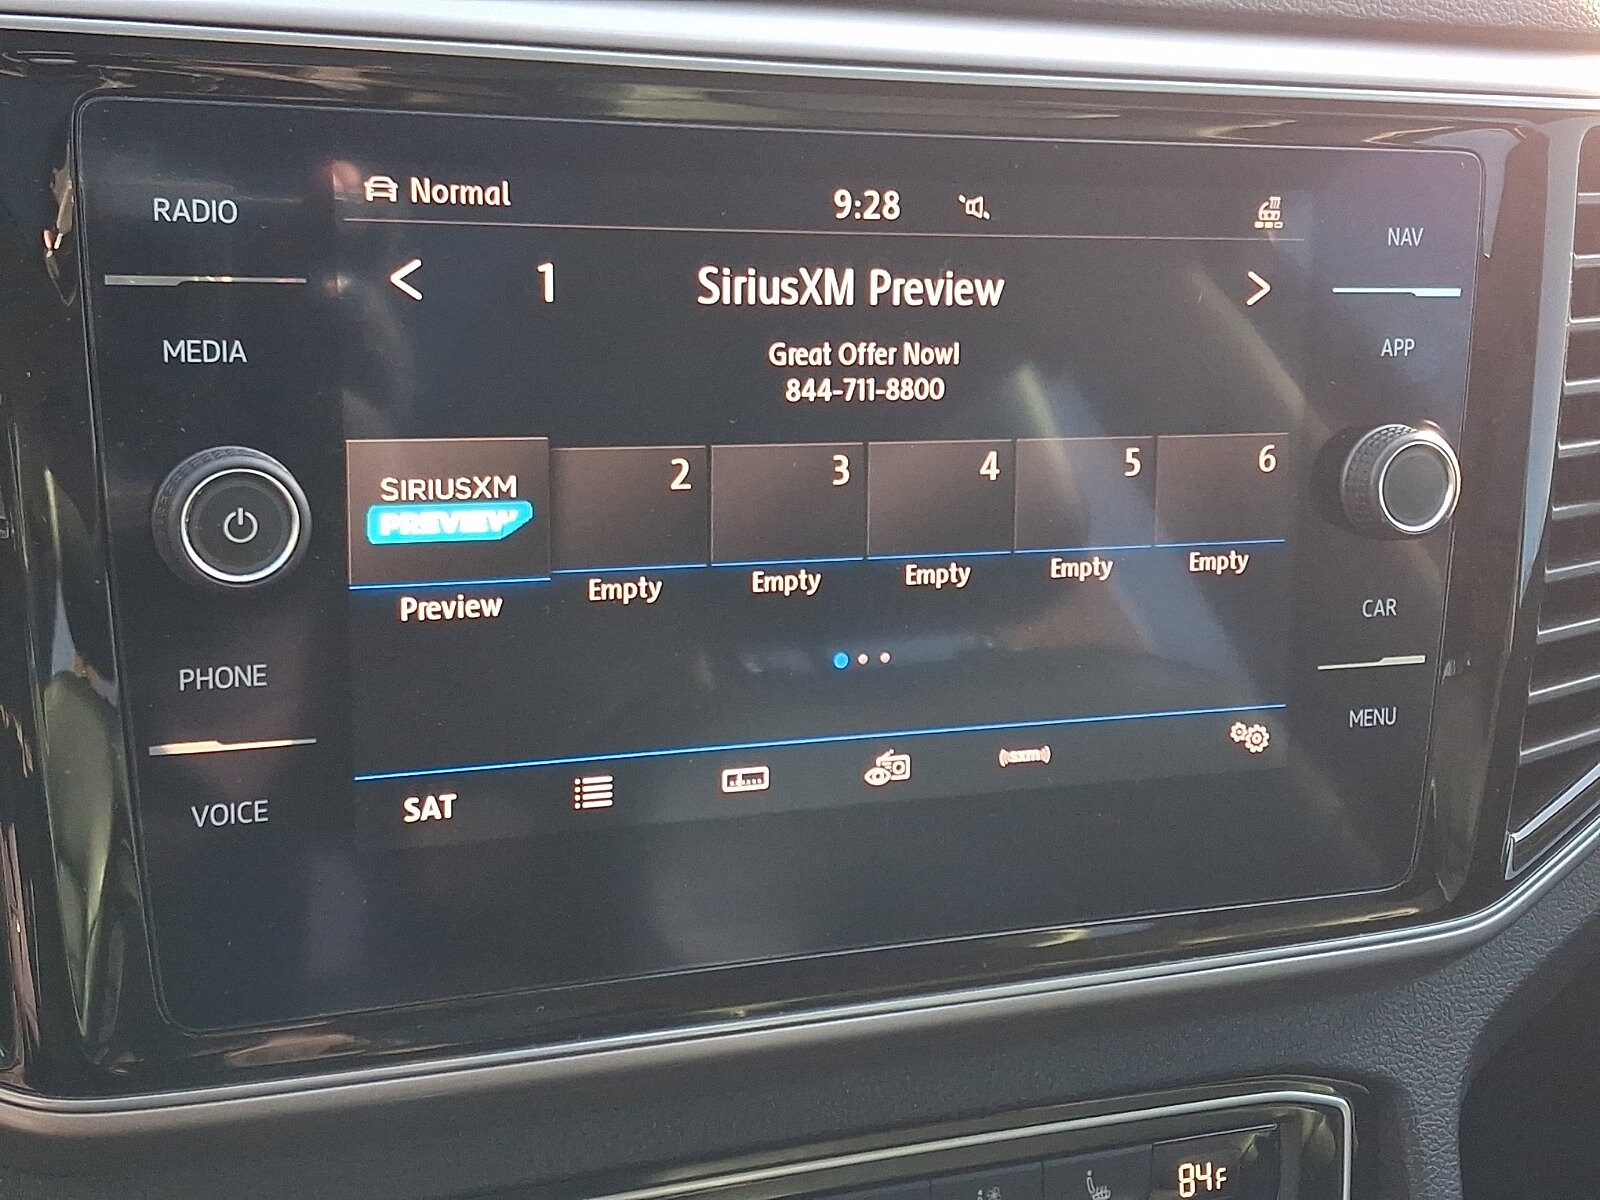 RADIO
MEDIA
PHONE
VOICE
Normal
9:28
1
SiriusXM Preview
Great Offer Now!
844-711-8800
SIRIUSXM
PREVIEW
2
3
4
5
6
Preview
Empty
Empty
Empty
Empty
Empty
SAT
((sxm))
NAV
APP
CAR
MENU
84F